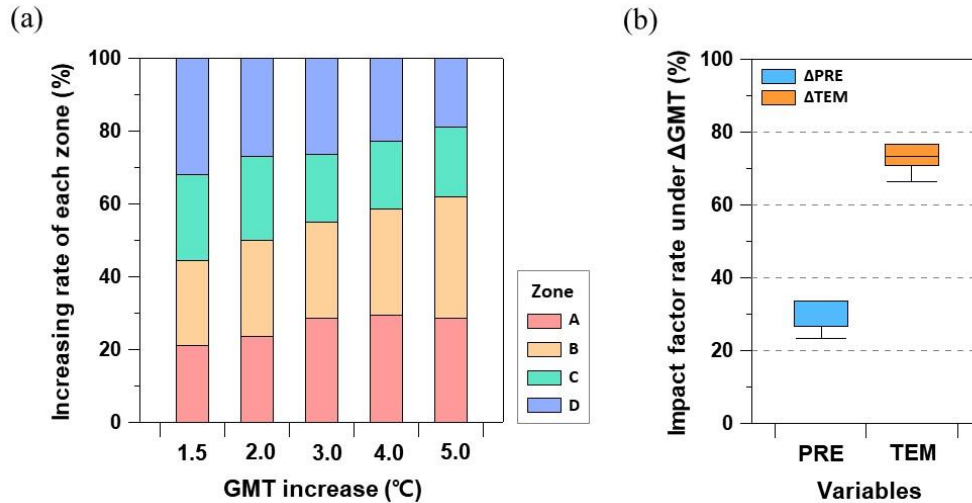 (a)
Increasing rate of each zone (%)
100
80
60
40
20
0
1.5 2.0 3.0 4.0 5.0
GMT increase (℃)
Zone
A
B
C
D
(b)
Impact factor rate under ΔGMT (%)
100
80
60
40
20
0
ΔPRE
ΔTEM
PRE TEM
Variables